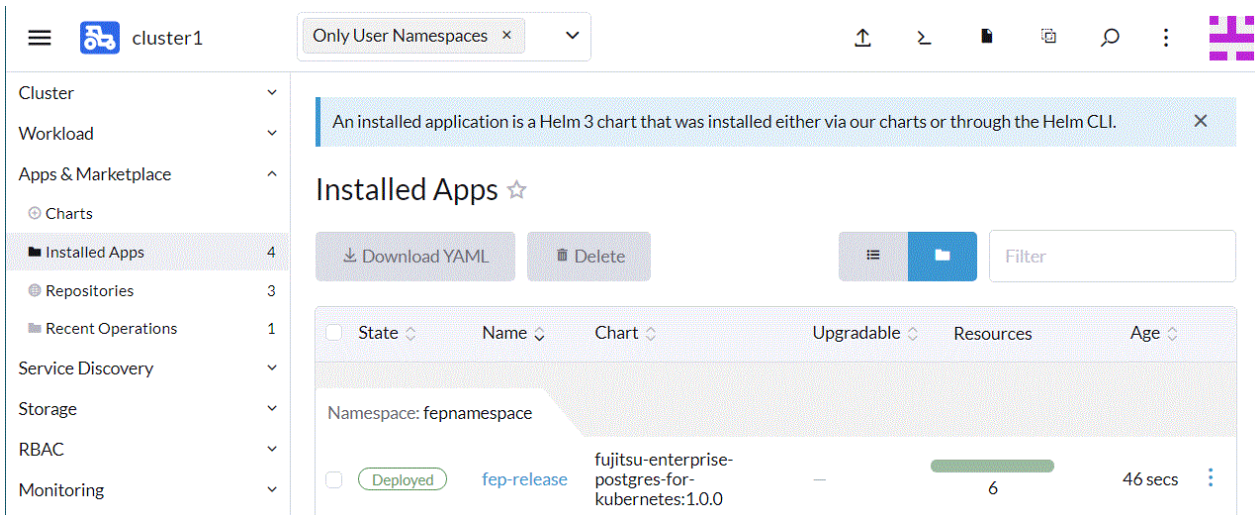 cluster1
Only User Namespaces ×
Cluster
Workload
Apps & Marketplace
Charts
Installed Apps 4
Repositories 3
Recent Operations 1
Service Discovery
Storage
RBAC
Monitoring
An installed application is a Helm 3 chart that was installed either via our charts or through the Helm CLI.
Installed Apps
Download YAML
Delete
Filter
State Name Chart Upgradable Resources Age
Namespace: fepnamespace
Deployed fep-release fujitsu-enterprise-
postgres-for-
kubernetes:1.0.0
— 6 46 secs